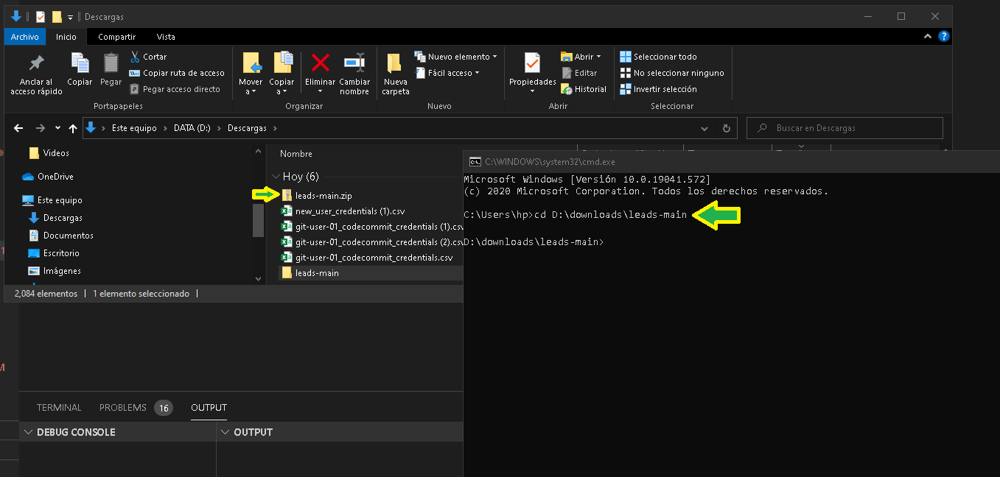 Descargas
Archivo Inicio Compartir Vista
Anclar al acceso rápido
Copiar
Pegar
Cortar
Copiar ruta de acceso
Pegar acceso directo
Portapapeles
Mover a
Copiar a
Eliminar
Cambiar nombre
Organizar
Nueva carpeta
Nuevo elemento
Fácil acceso
Nuevo
Propiedades
Abrir
Editar
Historial
Abrir
Seleccionar todo
No seleccionar ninguno
Invertir selección
Seleccionar
Este equipo > DATA (D:) > Descargas >
Buscar en Descargas
Videos
OneDrive
Este equipo
Descargas
Documentos
Escritorio
Imágenes
Nombre
Hoy (6)
leads-main.zip
new_user_credentials (1).csv
git-user-01_codecommit_credentials (1).csv
git-user-01_codecommit_credentials (2).csv
git-user-01_codecommit_credentials.csv
leads-main
2,084 elementos | 1 elemento seleccionado |
C:\WINDOWS\system32\cmd.exe
Microsoft Windows [Versión 10.0.19041.572]
(c) 2020 Microsoft Corporation. Todos los derechos reservados.
C:\Users\hp>cd D:\downloads\leads-main
D:\downloads\leads-main>
TERMINAL PROBLEMS 16 OUTPUT
DEBUG CONSOLE
OUTPUT